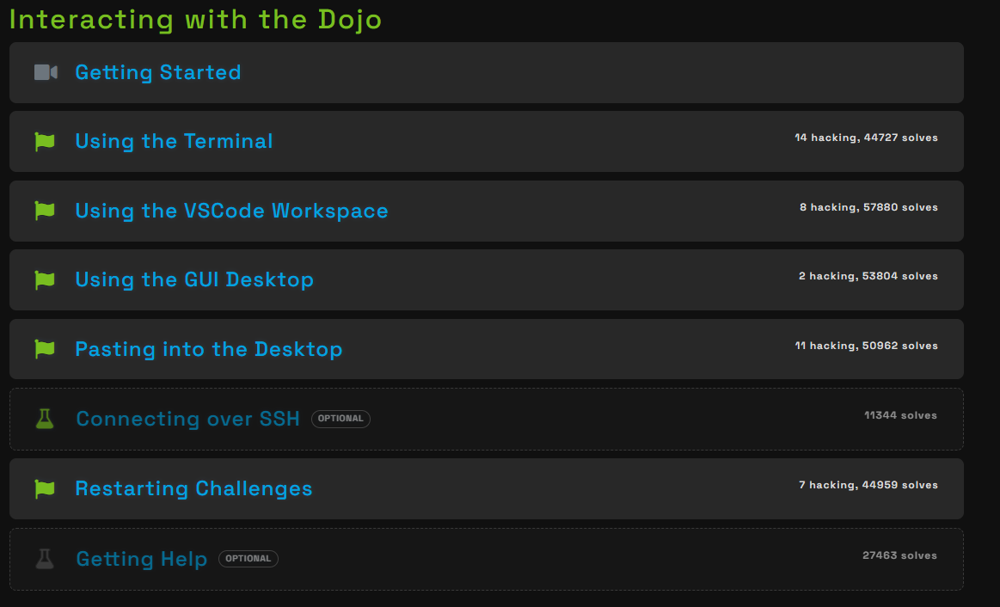 Interacting with the Dojo
Getting Started
Using the Terminal
14 hacking, 44727 solves
Using the VSCode Workspace
8 hacking, 57880 solves
Using the GUI Desktop
2 hacking, 53804 solves
Pasting into the Desktop
11 hacking, 50962 solves
Connecting over SSH OPTIONAL
11344 solves
Restarting Challenges
7 hacking, 44959 solves
Getting Help OPTIONAL
27463 solves